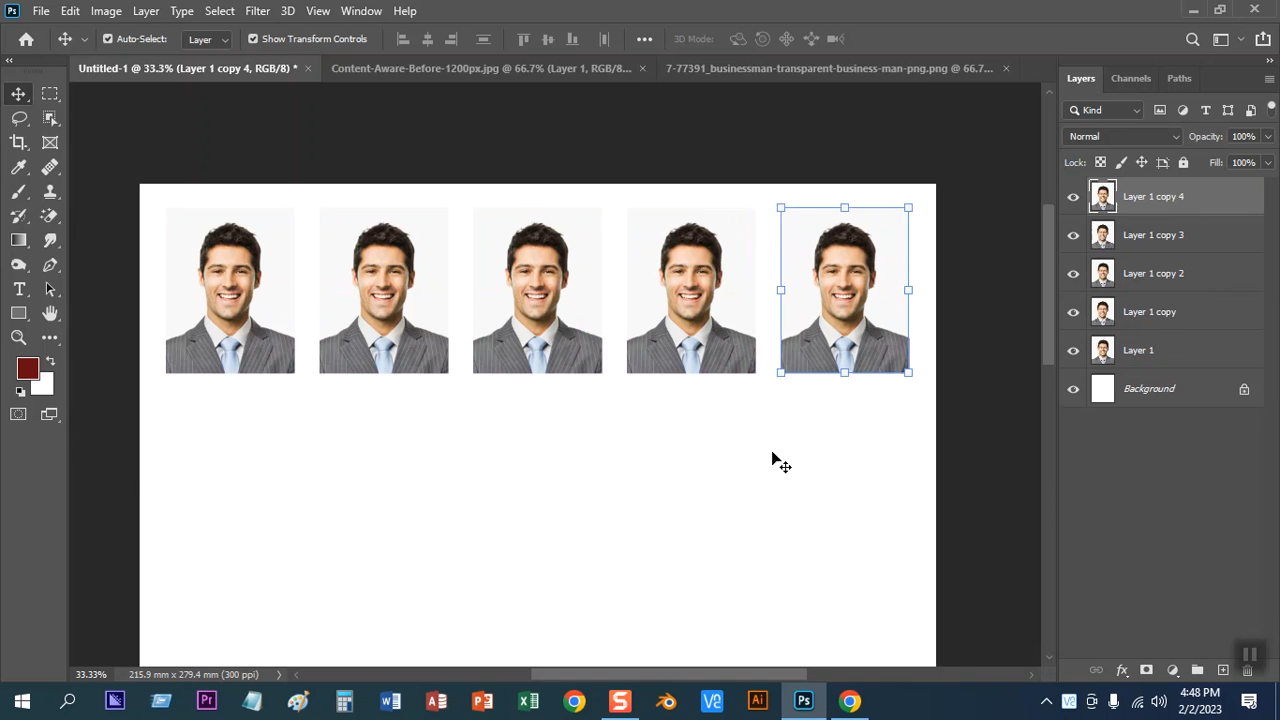 Ps File Edit Image Layer Type Select Filter 3D View Window Help
Auto-Select: Layer Show Transform Controls 3D Mode:
Untitled-1 @ 33.3% (Layer 1 copy 4, RGB/8) * × Content-Aware-Before-1200px.jpg @ 66.7% (Layer 1, RGB/8... × 7-77391_businessman-transparent-business-man-png.png @ 66.7... ×
Layers Channels Paths
Kind
Normal Opacity: 100%
Lock: Fill: 100%
Layer 1 copy 4
Layer 1 copy 3
Layer 1 copy 2
Layer 1 copy
Layer 1
Background
33.33% 215.9 mm x 279.4 mm (300 ppi)
4:48 PM
2/2/2023